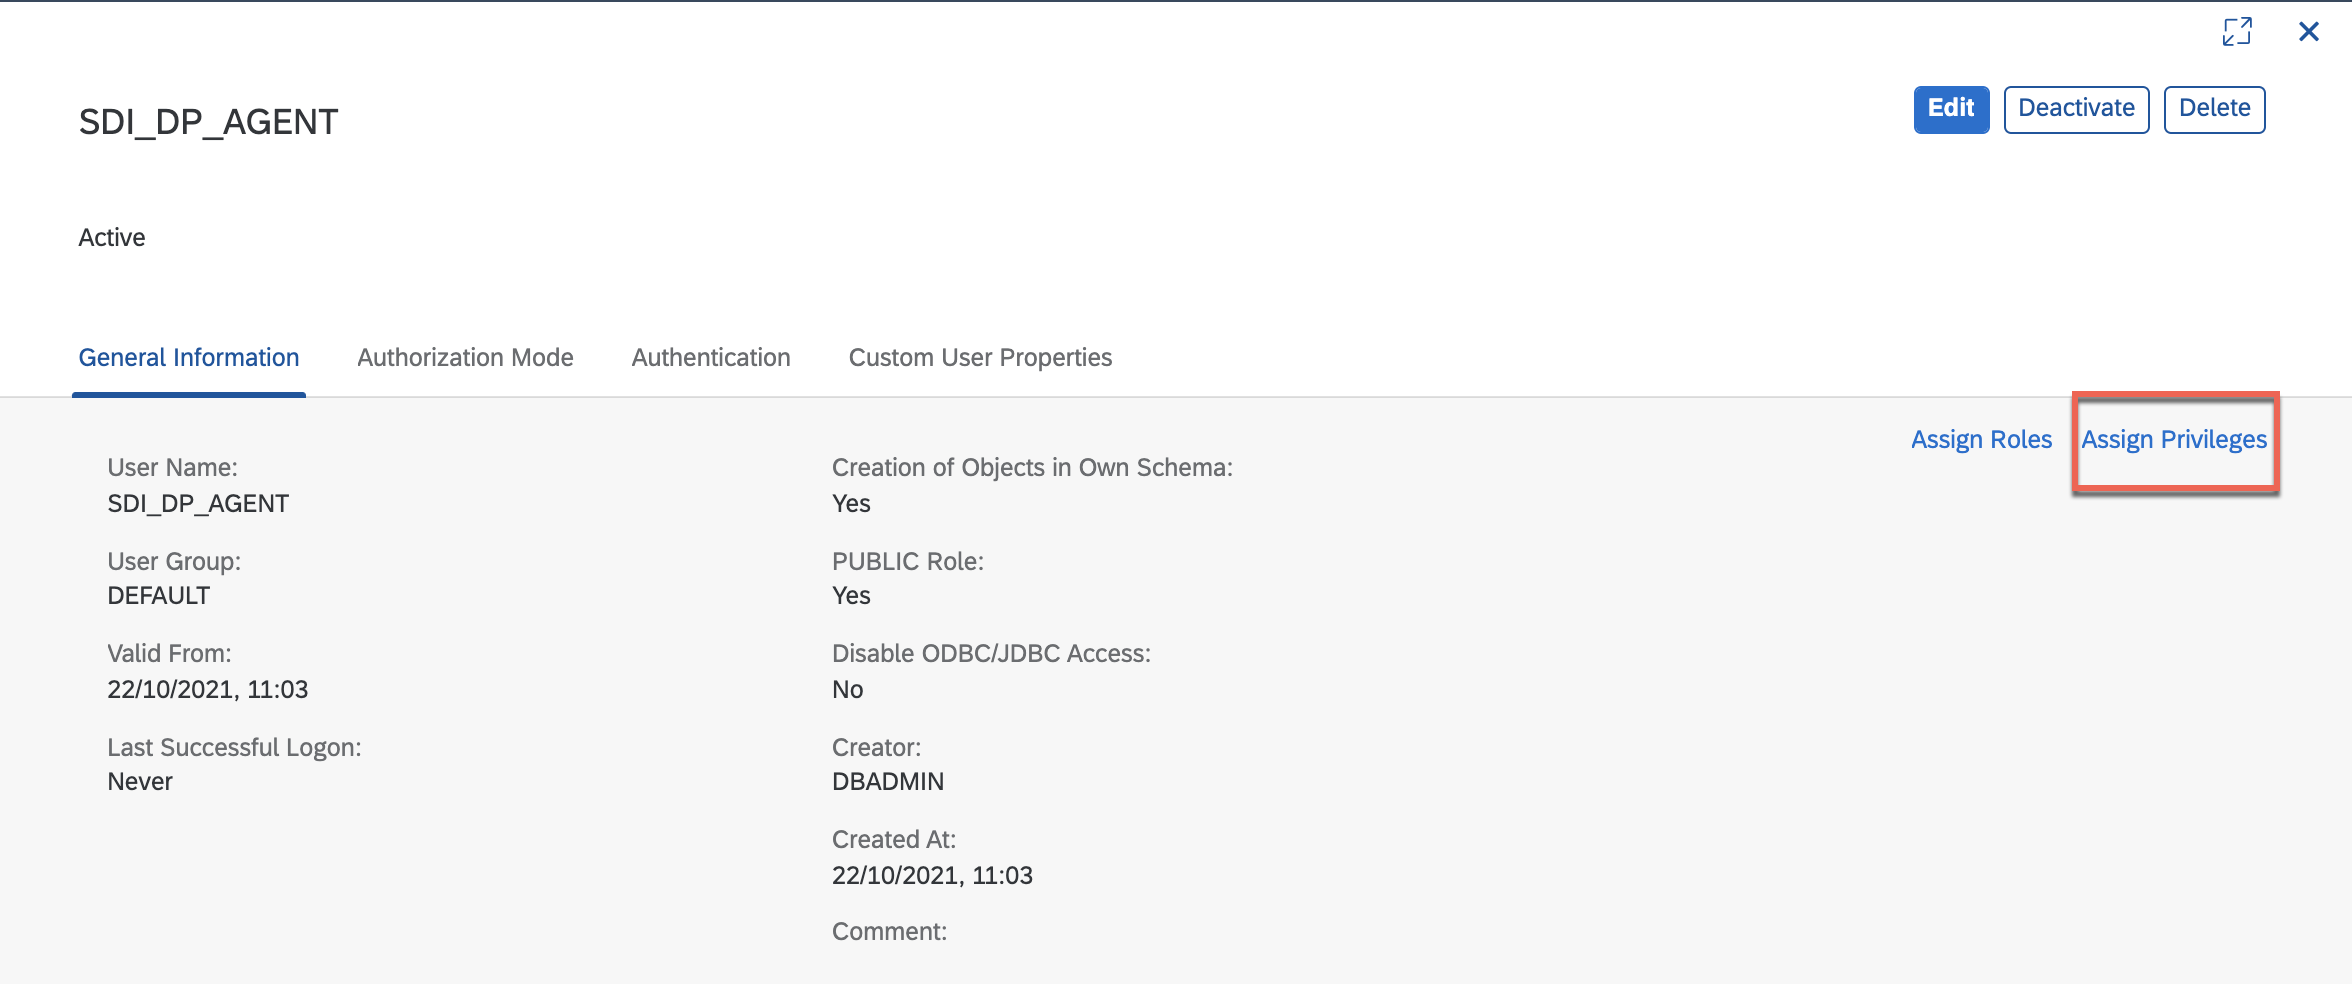 SDI_DP_AGENT
Edit
Deactivate
Delete
Active
General Information
Authorization Mode
Authentication
Custom User Properties
Assign Roles
Assign Privileges
User Name:
SDI_DP_AGENT
User Group:
DEFAULT
Valid From:
22/10/2021, 11:03
Last Successful Logon:
Never
Creation of Objects in Own Schema:
Yes
PUBLIC Role:
Yes
Disable ODBC/JDBC Access:
No
Creator:
DBADMIN
Created At:
22/10/2021, 11:03
Comment: